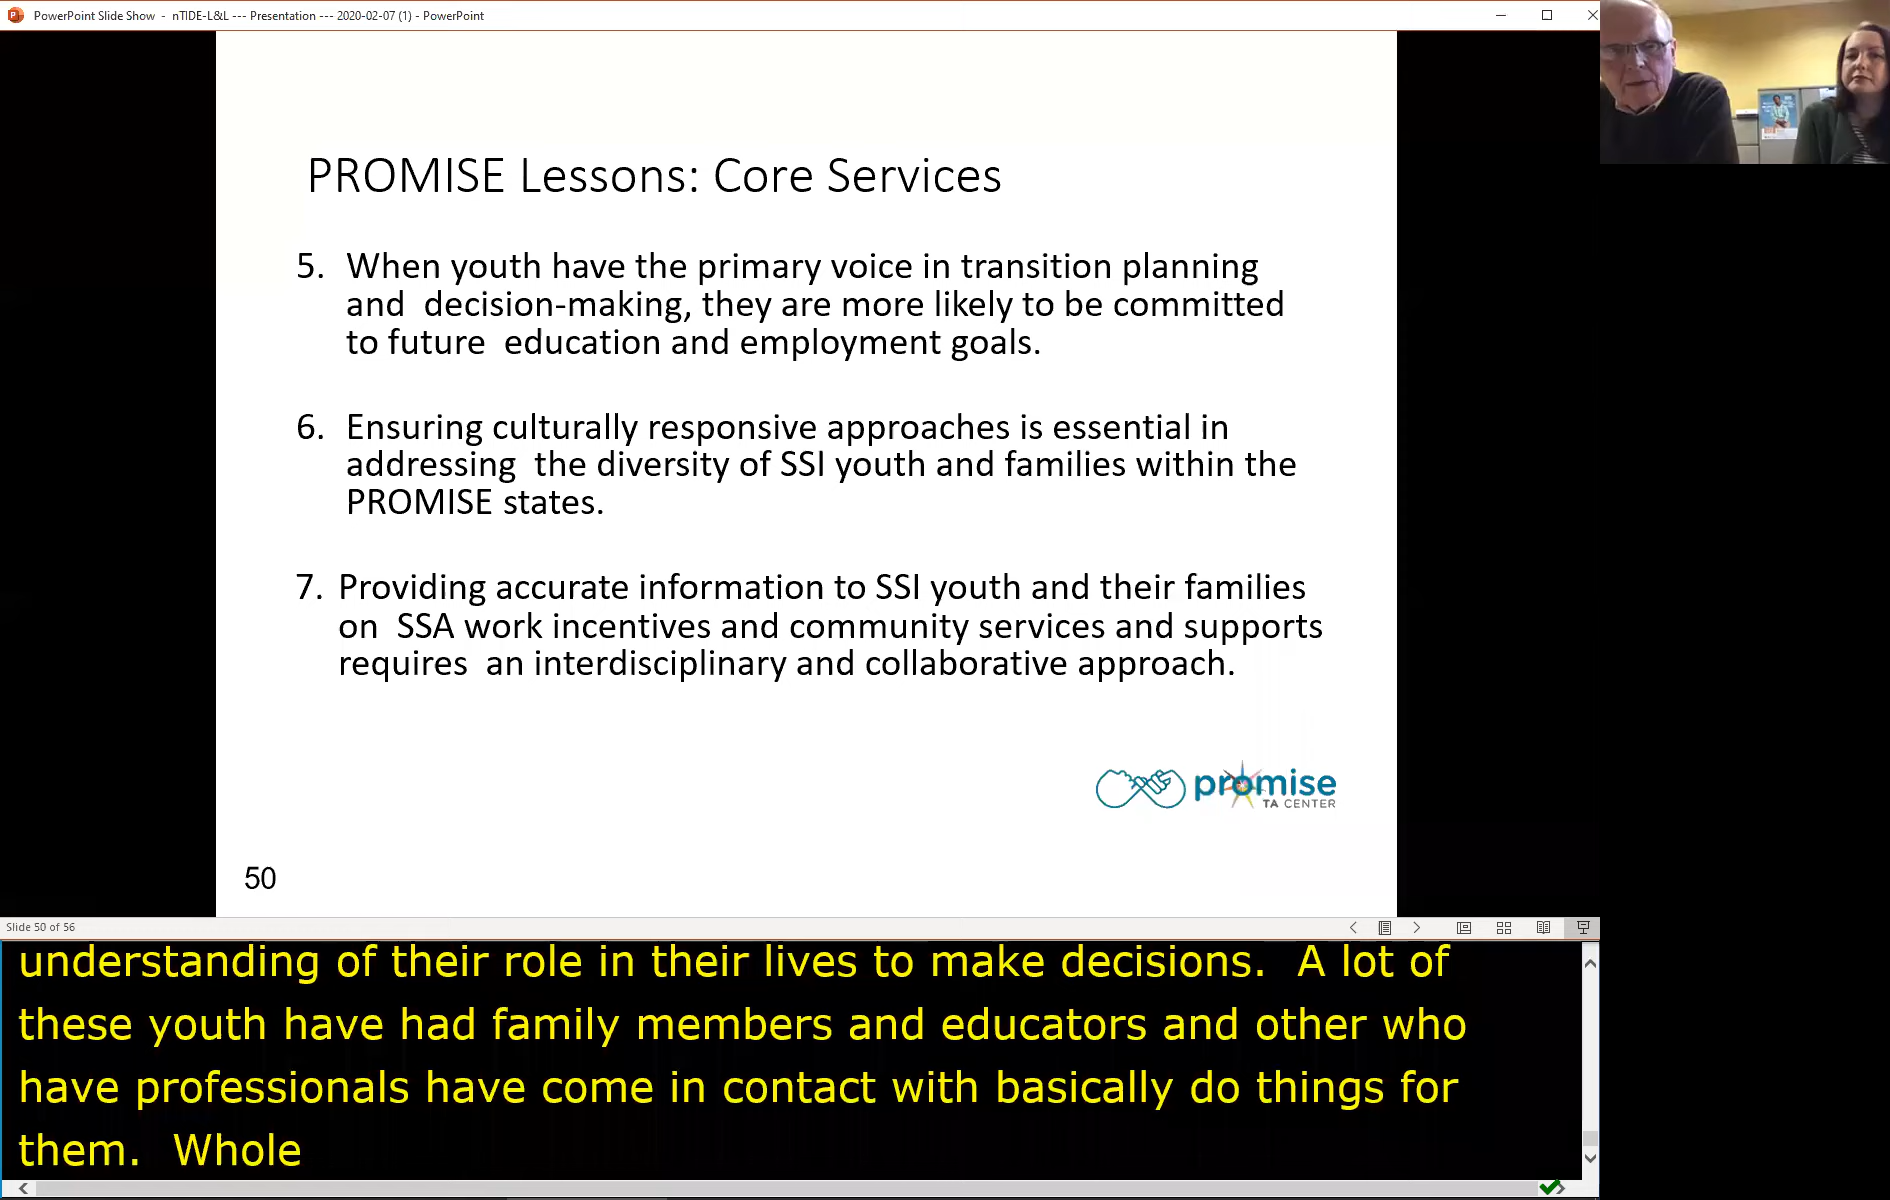 PowerPoint Slide Show - nTIDE-L&L --- Presentation --- 2020-02-07 (1) - PowerPoint
PROMISE Lessons: Core Services
5. When youth have the primary voice in transition planning
and decision-making, they are more likely to be committed
to future education and employment goals.
6. Ensuring culturally responsive approaches is essential in
addressing the diversity of SSI youth and families within the
PROMISE states.
7. Providing accurate information to SSI youth and their families
on SSA work incentives and community services and supports
requires an interdisciplinary and collaborative approach.
promise
TA CENTER
50
Slide 50 of 56
understanding of their role in their lives to make decisions. A lot of
these youth have had family members and educators and other who
have professionals have come in contact with basically do things for
them. Whole